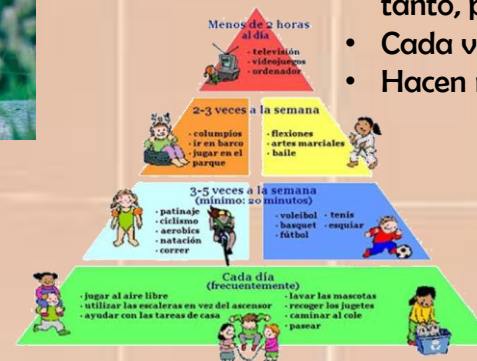 tanto, p
• Cada v
• Hacen
Menos de 2 horas
al día
· televisión
· videojuegos
· ordenador
2-3 veces a la semana
· columpios
· ir en barco
· jugar en el
parque
· flexiones
· artes marciales
· baile
3-5 veces a la semana
(mínimo: 20 minutos)
· patinaje
· ciclismo
· aerobics
· natación
· correr
· voleibol · tenis
· basquet · esquiar
· fútbol
Cada día
(frecuentemente)
· jugar al aire libre
· utilizar las escaleras en vez del ascensor
· ayudar con las tareas de casa
· lavar las mascotas
· recoger los jugetes
· caminar al cole
· pasear